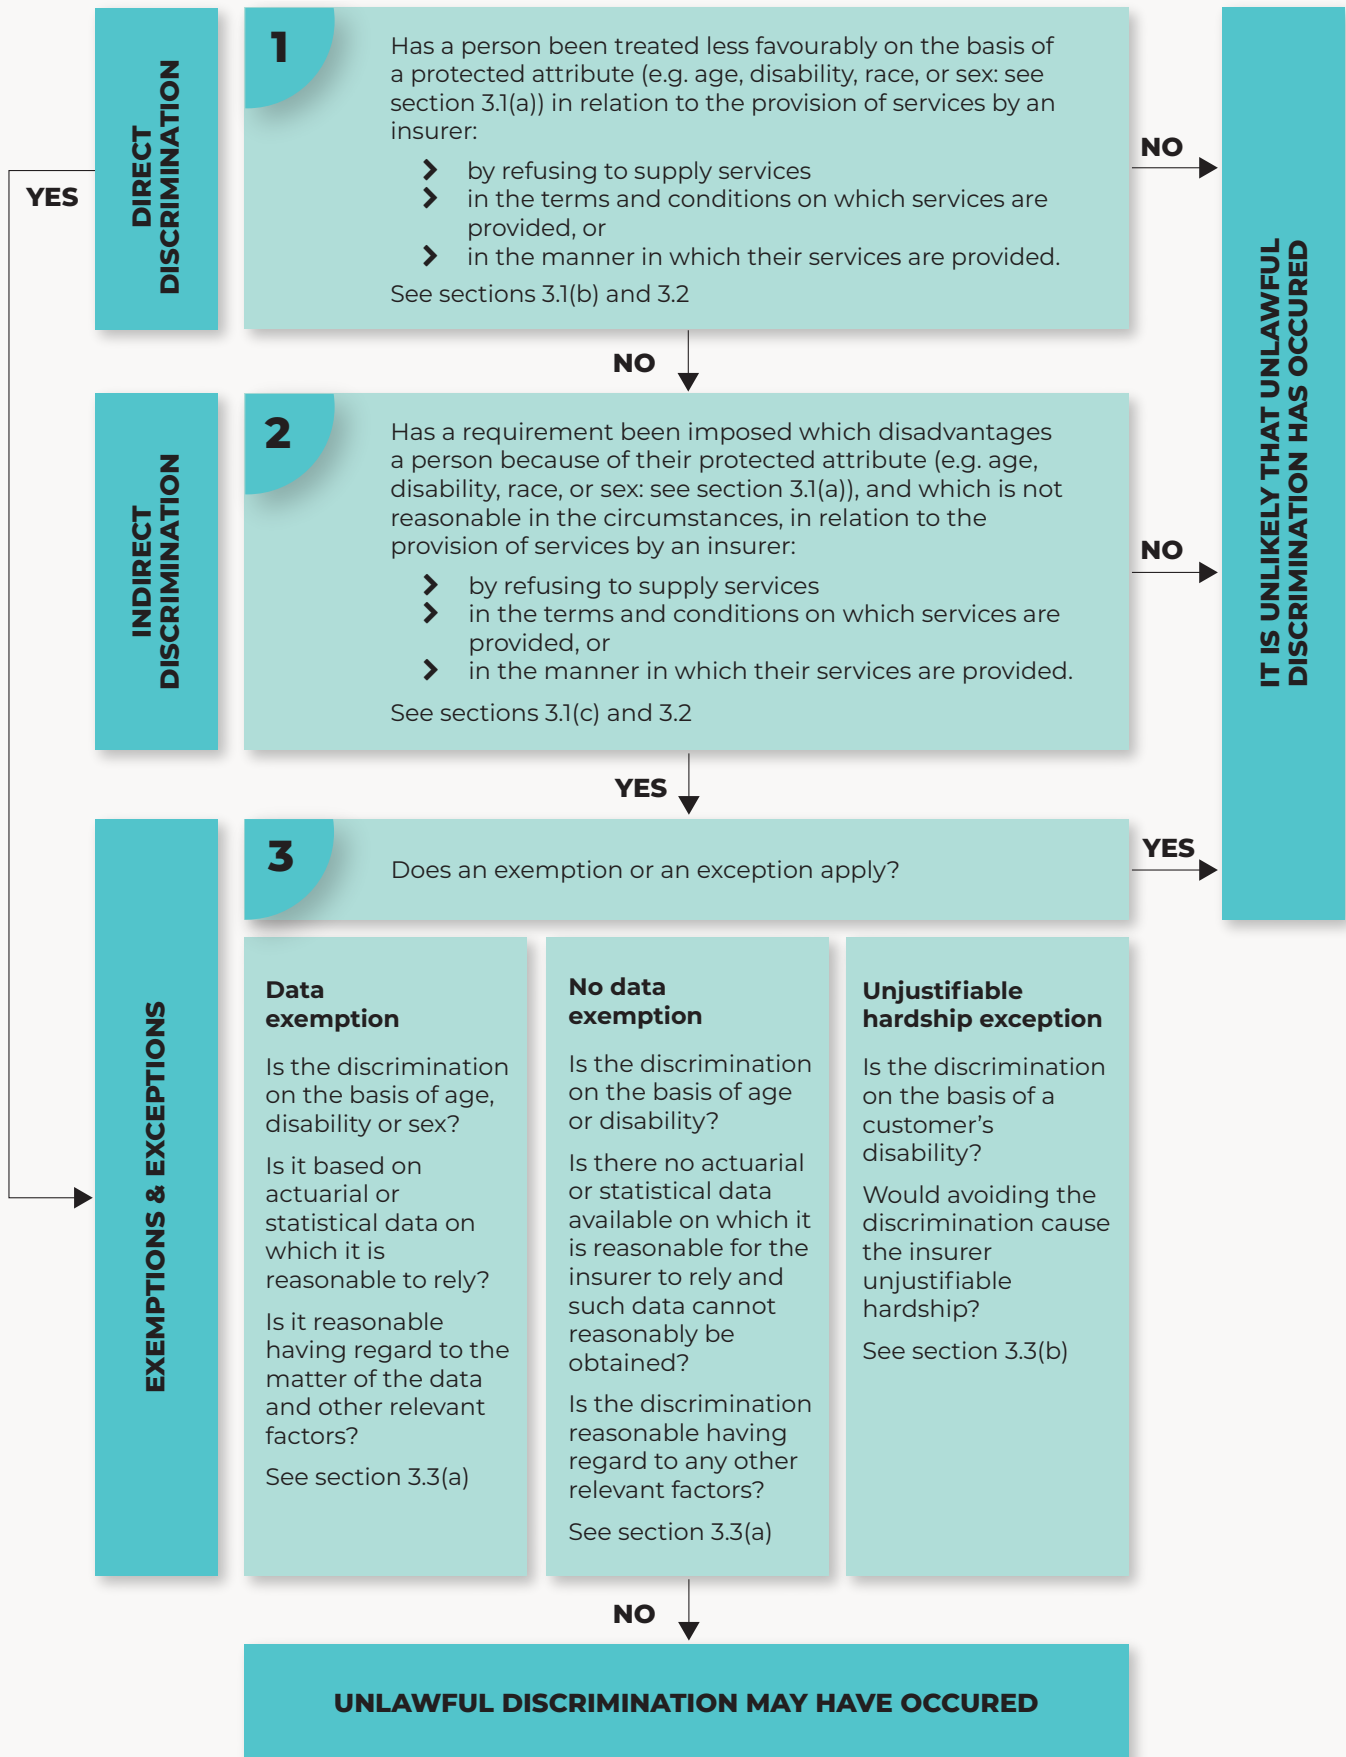 DIRECT
DISCRIMINATION
YES
1
Has a person been treated less favourably on the basis of
a protected attribute (e.g. age, disability, race, or sex: see
section 3.1(a)) in relation to the provision of services by an
insurer:
by refusing to supply services
in the terms and conditions on which services are
provided, or
in the manner in which their services are provided.
See sections 3.1(b) and 3.2
NO
NO
IT IS UNLIKELY THAT UNLAWFUL
DISCRIMINATION HAS OCCURED
INDIRECT
DISCRIMINATION
2
Has a requirement been imposed which disadvantages
a person because of their protected attribute (e.g. age,
disability, race, or sex: see section 3.1(a)), and which is not
reasonable in the circumstances, in relation to the
provision of services by an insurer:
by refusing to supply services
in the terms and conditions on which services are
provided, or
in the manner in which their services are provided.
See sections 3.1(c) and 3.2
NO
YES
EXEMPTIONS & EXCEPTIONS
3
Does an exemption or an exception apply?
YES
Data
exemption
Is the discrimination
on the basis of age,
disability or sex?
Is it based on
actuarial or
statistical data on
which it is
reasonable to rely?
Is it reasonable
having regard to the
matter of the data
and other relevant
factors?
See section 3.3(a)
No data
exemption
Is the discrimination
on the basis of age
or disability?
Is there no actuarial
or statistical data
available on which it
is reasonable for the
insurer to rely and
such data cannot
reasonably be
obtained?
Is the discrimination
reasonable having
regard to any other
relevant factors?
See section 3.3(a)
Unjustifiable
hardship exception
Is the discrimination
on the basis of a
customer's
disability?
Would avoiding the
discrimination cause
the insurer
unjustifiable
hardship?
See section 3.3(b)
NO
UNLAWFUL DISCRIMINATION MAY HAVE OCCURED